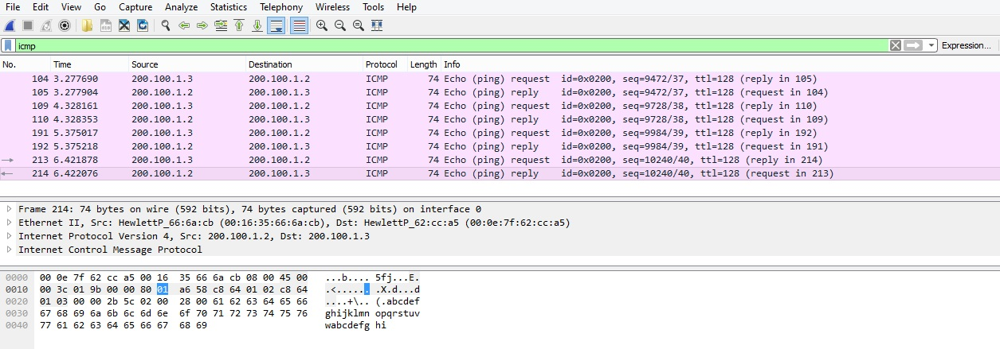 File Edit View Go Capture Analyze Statistics Telephony Wireless Tools Help
icmp Expression...
No. Time Source Destination Protocol Length Info
104 3.277690 200.100.1.3 200.100.1.2 ICMP 74 Echo (ping) request id=0x0200, seq=9472/37, ttl=128 (reply in 105)
105 3.277904 200.100.1.2 200.100.1.3 ICMP 74 Echo (ping) reply id=0x0200, seq=9472/37, ttl=128 (request in 104)
109 4.328161 200.100.1.3 200.100.1.2 ICMP 74 Echo (ping) request id=0x0200, seq=9728/38, ttl=128 (reply in 110)
110 4.328353 200.100.1.2 200.100.1.3 ICMP 74 Echo (ping) reply id=0x0200, seq=9728/38, ttl=128 (request in 109)
191 5.375017 200.100.1.3 200.100.1.2 ICMP 74 Echo (ping) request id=0x0200, seq=9984/39, ttl=128 (reply in 192)
192 5.375218 200.100.1.2 200.100.1.3 ICMP 74 Echo (ping) reply id=0x0200, seq=9984/39, ttl=128 (request in 191)
213 6.421878 200.100.1.3 200.100.1.2 ICMP 74 Echo (ping) request id=0x0200, seq=10240/40, ttl=128 (reply in 214)
214 6.422076 200.100.1.2 200.100.1.3 ICMP 74 Echo (ping) reply id=0x0200, seq=10240/40, ttl=128 (request in 213)
Frame 214: 74 bytes on wire (592 bits), 74 bytes captured (592 bits) on interface 0
Ethernet II, Src: HewlettP_66:6a:cb (00:16:35:66:6a:cb), Dst: HewlettP_62:cc:a5 (00:0e:7f:62:cc:a5)
Internet Protocol Version 4, Src: 200.100.1.2, Dst: 200.100.1.3
Internet Control Message Protocol
0000 00 0e 7f 62 cc a5 00 16 35 66 6a cb 08 00 45 00 ...b.... 5fj...E.
0010 00 3c 01 9b 00 00 80 01 a6 58 c8 64 01 02 c8 64 .<...... .X.d...d
0020 01 03 00 00 2b 5c 02 00 28 00 61 62 63 64 65 66 ....+\.. (.abcdef
0030 67 68 69 6a 6b 6c 6d 6e 6f 70 71 72 73 74 75 76 ghijklmn opqrstuv
0040 77 61 62 63 64 65 66 67 68 69 wabcdefg hi